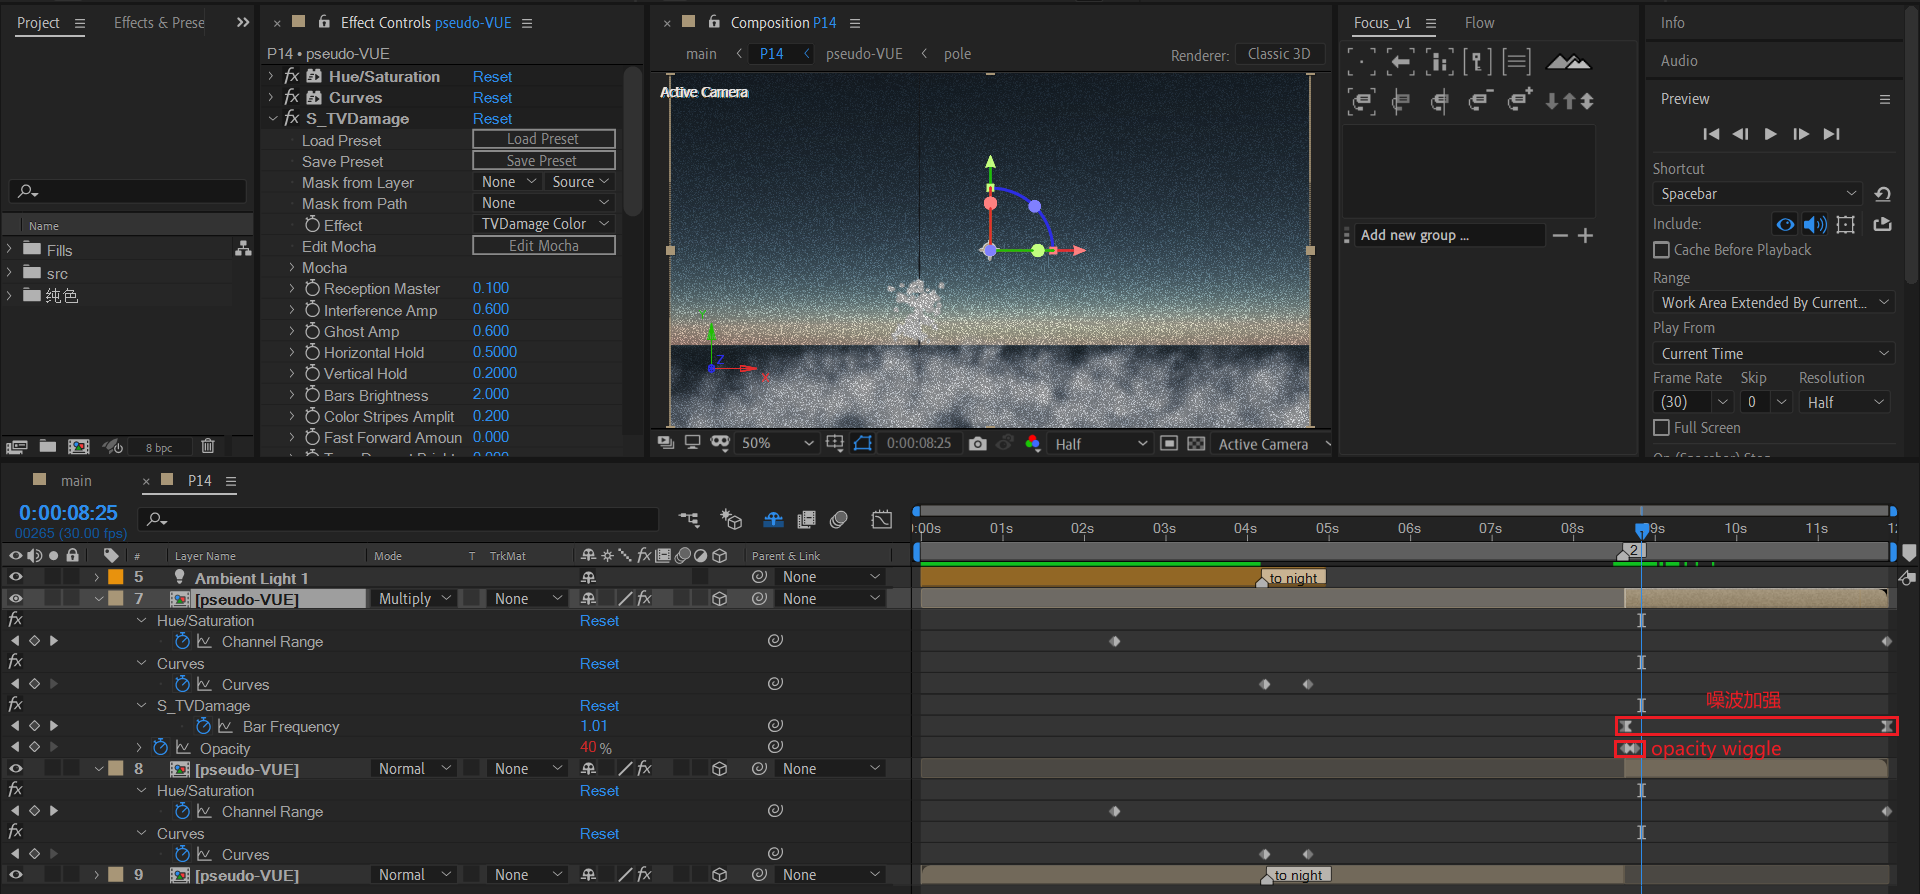 Project
Effects & Prese
Effect Controls pseudo-VUE
Composition P14
Focus_v1
Flow
Info
P14 • pseudo-VUE
main
P14
pseudo-VUE
pole
Renderer:
Classic 3D
Audio
Hue/Saturation
Reset
Curves
Reset
S_TVDamage
Reset
Load Preset
Load Preset
Save Preset
Save Preset
Mask from Layer
None
Source
Mask from Path
None
Effect
TVDamage Color
Edit Mocha
Edit Mocha
Mocha
Reception Master
0.100
Interference Amp
0.600
Ghost Amp
0.600
Horizontal Hold
0.5000
Vertical Hold
0.2000
Bars Brightness
2.000
Color Stripes Amplit
0.200
Fast Forward Amoun
0.000
Active Camera
Z
X
Preview
Shortcut
Spacebar
Include:
Cache Before Playback
Range
Work Area Extended By Current...
Play From
Current Time
Frame Rate
Skip
Resolution
(30)
0
Half
Full Screen
Add new group ...
Name
Fills
src
纯色
8 bpc
50%
0:00:08:25
Half
Active Camera
main
P14
0:00:08:25
00265 (30.00 fps)
:00s
01s
02s
03s
04s
05s
06s
07s
08s
09s
10s
11s
2
#
Layer Name
Mode
T
TrkMat
fx
Parent & Link
5
Ambient Light 1
None
to night
7
[pseudo-VUE]
Multiply
None
None
Hue/Saturation
Reset
Channel Range
Curves
Reset
Curves
S_TVDamage
Reset
噪波加强
Bar Frequency
1.01
Opacity
40 %
opacity wiggle
8
[pseudo-VUE]
Normal
None
None
Hue/Saturation
Reset
Channel Range
Curves
Reset
Curves
9
[pseudo-VUE]
Normal
None
None
to night